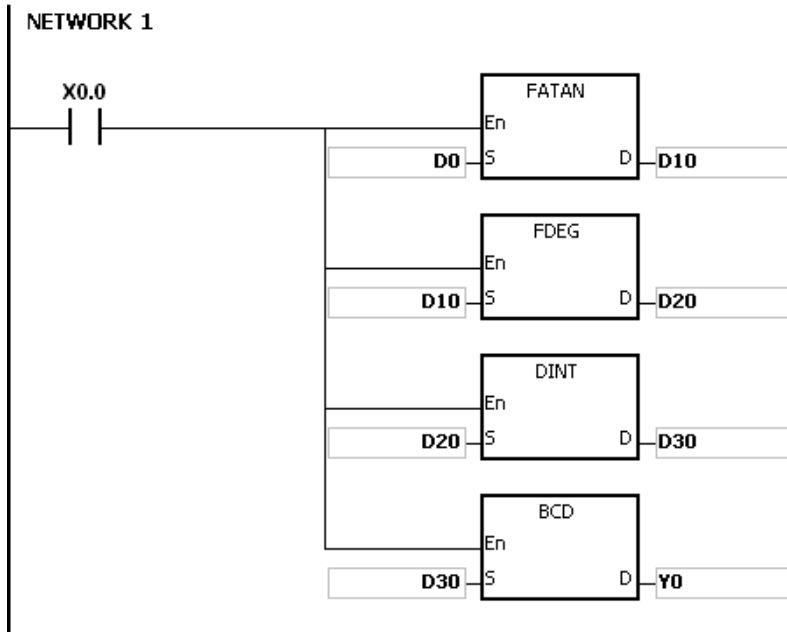 NETWORK 1
X0.0
FATAN
En
D0 S D D10
FDEG
En
D10 S D D20
DINT
En
D20 S D D30
BCD
En
D30 S D Y0